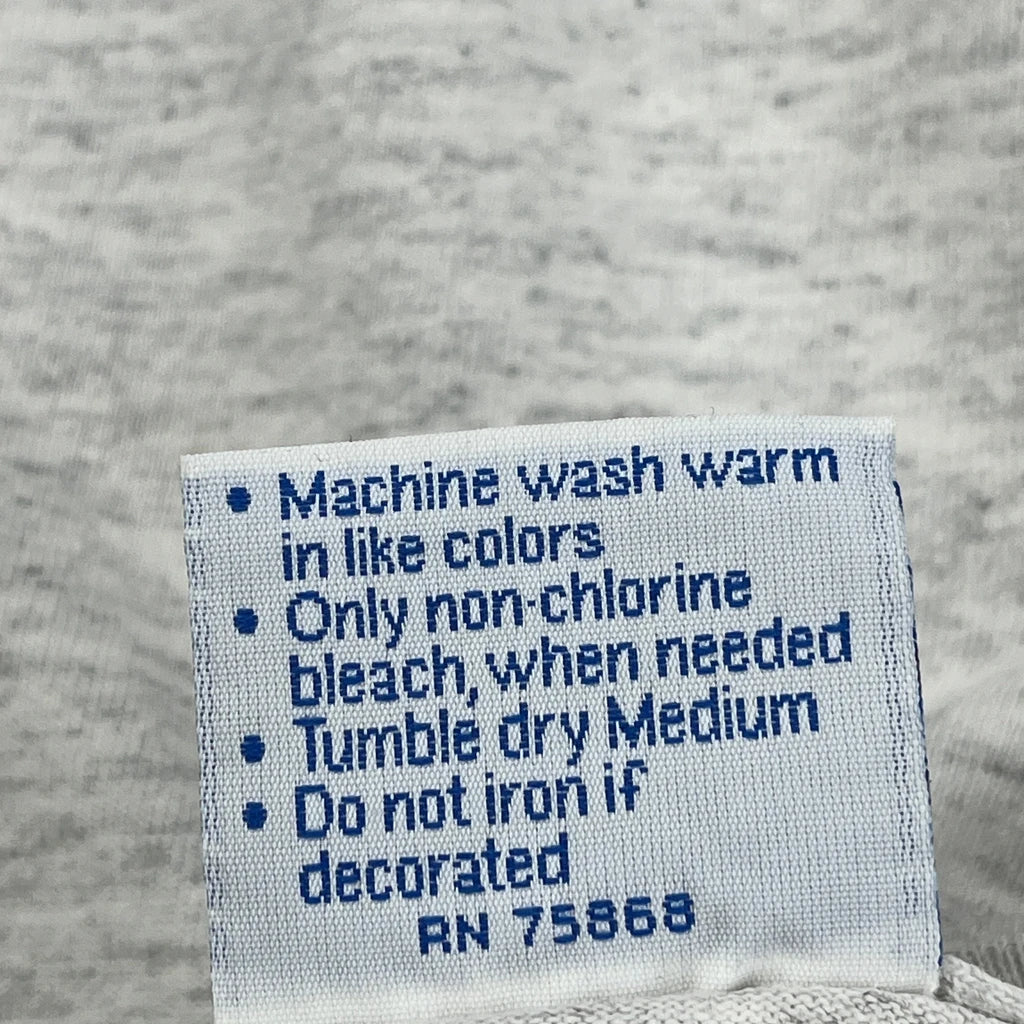 • Machine wash warm
in like colors
• Only non-chlorine
bleach, when needed
• Tumble dry Medium
• Do not iron if
decorated
RN 75868